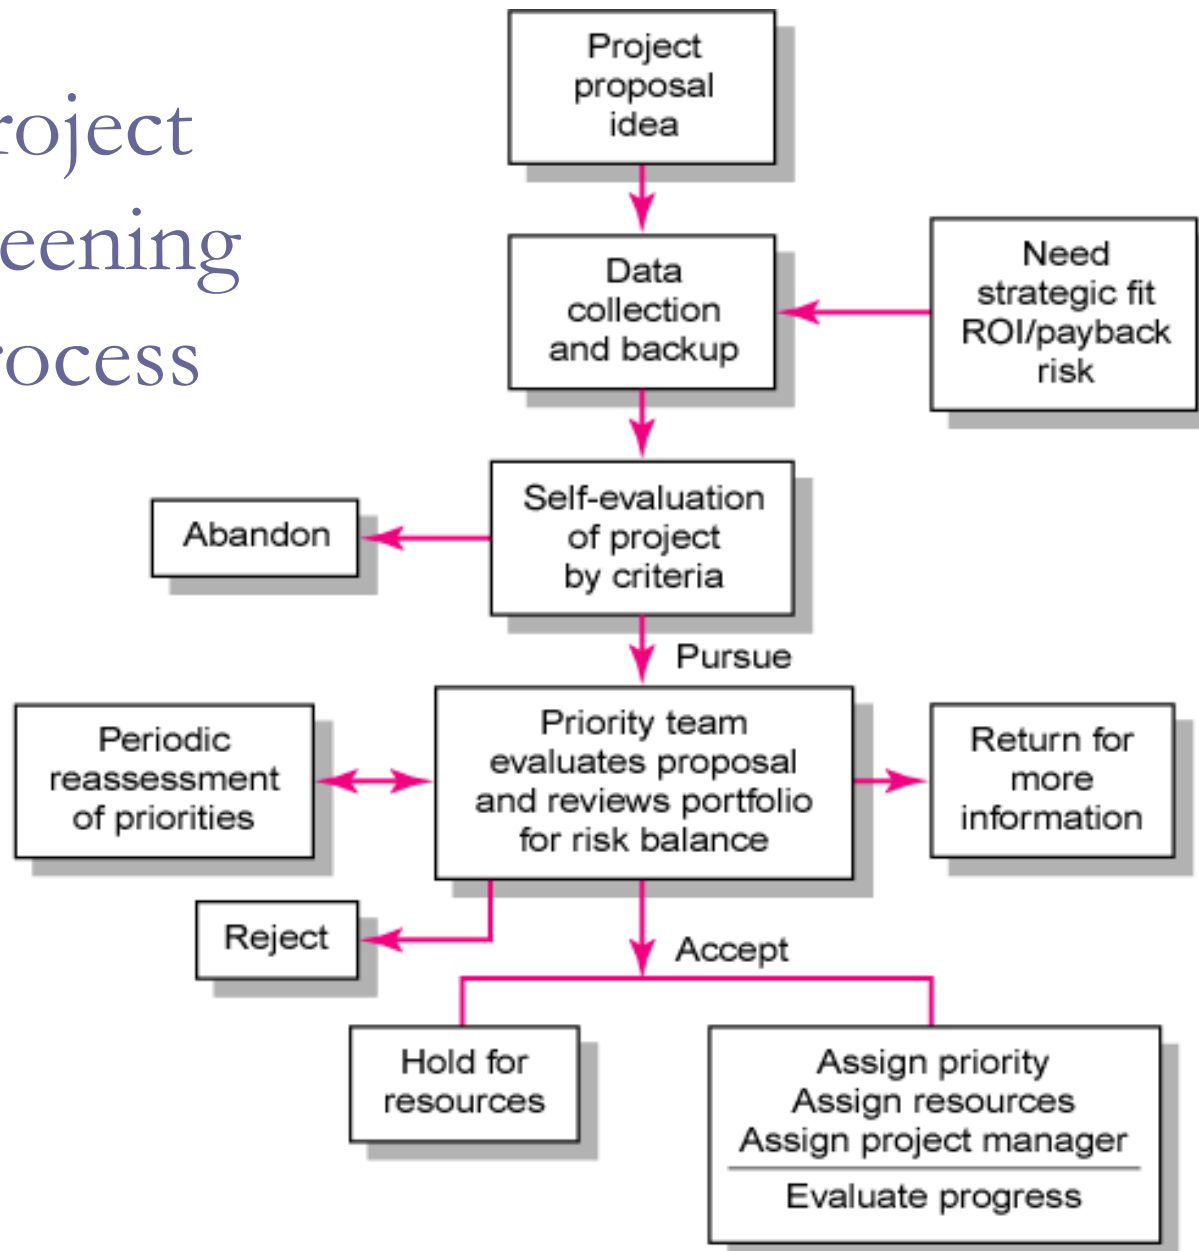 roject
eening
rocess
Project
proposal
idea
Data
collection
and backup
Need
strategic fit
ROI/payback
risk
Self-evaluation
of project
by criteria
Abandon
Pursue
Periodic
reassessment
of priorities
Priority team
evaluates proposal
and reviews portfolio
for risk balance
Return for
more
information
Reject
Accept
Hold for
resources
Assign priority
Assign resources
Assign project manager
Evaluate progress